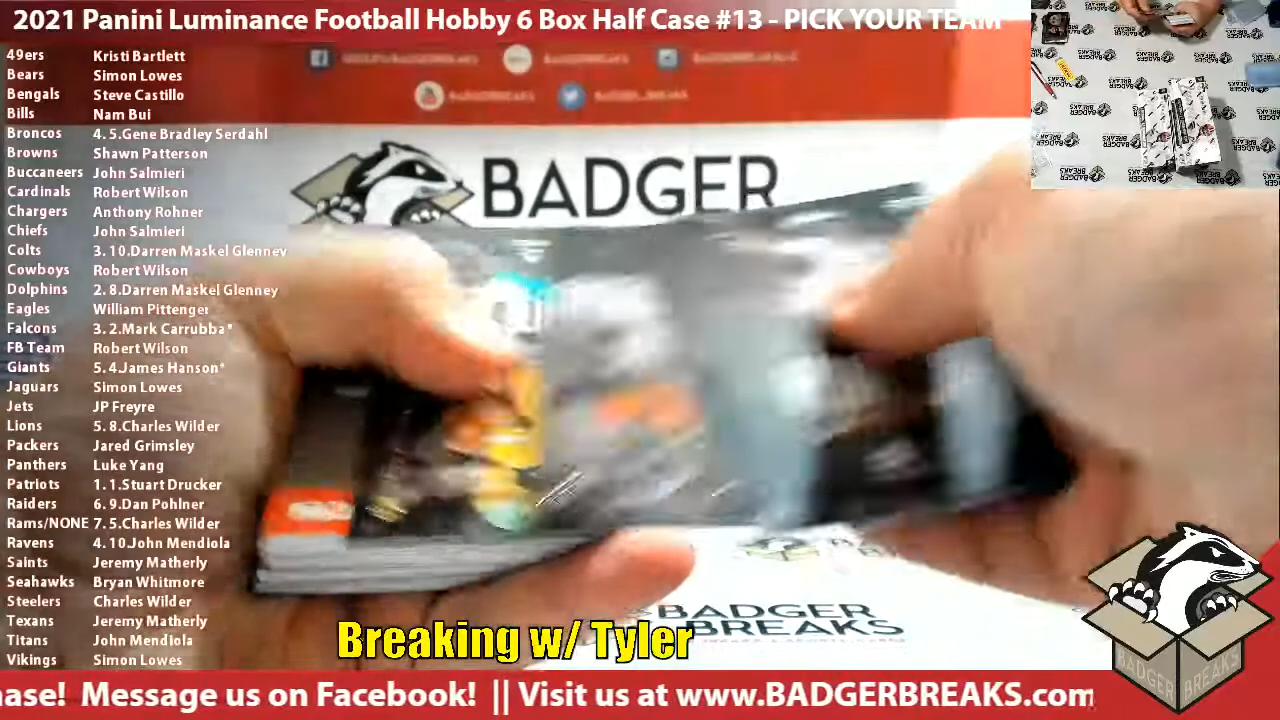 2021 Panini Luminance Football Hobby 6 Box Half Case #13 - PICK YOUR TEAM
49ers Kristi Bartlett
Bears Simon Lowes
Bengals Steve Castillo
Bills Nam Bui
Broncos 4. 5.Gene Bradley Serdahl
Browns Shawn Patterson
Buccaneers John Salmieri
Cardinals Robert Wilson
Chargers Anthony Rohner
Chiefs John Salmieri
Colts 3. 10.Darren Maskel Glenney
Cowboys Robert Wilson
Dolphins 2. 8.Darren Maskel Glenney
Eagles William Pittenger
Falcons 3. 2.Mark Carrubba*
FB Team Robert Wilson
Giants 5. 4.James Hanson*
Jaguars Simon Lowes
Jets JP Freyre
Lions 5. 8.Charles Wilder
Packers Jared Grimsley
Panthers Luke Yang
Patriots 1. 1.Stuart Drucker
Raiders 6. 9.Dan Pohlner
Rams/NONE 7. 5.Charles Wilder
Ravens 4. 10.John Mendiola
Saints Jeremy Matherly
Seahawks Bryan Whitmore
Steelers Charles Wilder
Texans Jeremy Matherly
Titans John Mendiola
Vikings Simon Lowes
BADGER
BADGER
BREAKS
Breaking w/ Tyler
BADGER BREAKS
hase! Message us on Facebook! || Visit us at www.BADGERBREAKS.com